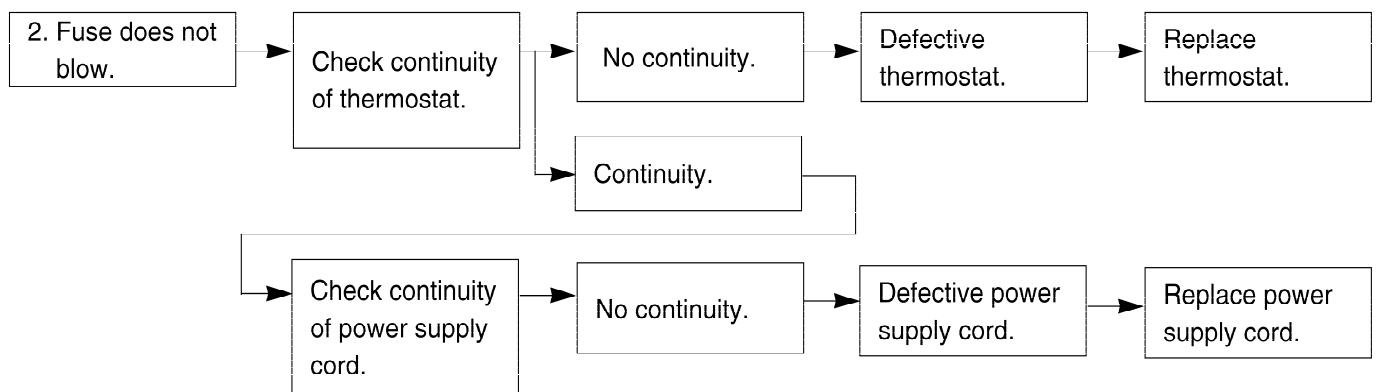 2. Fuse does not
blow.
Check continuity
of thermostat.
No continuity.
Defective
thermostat.
Replace
thermostat.
Continuity.
Check continuity
of power supply
cord.
No continuity.
Defective power
supply cord.
Replace power
supply cord.